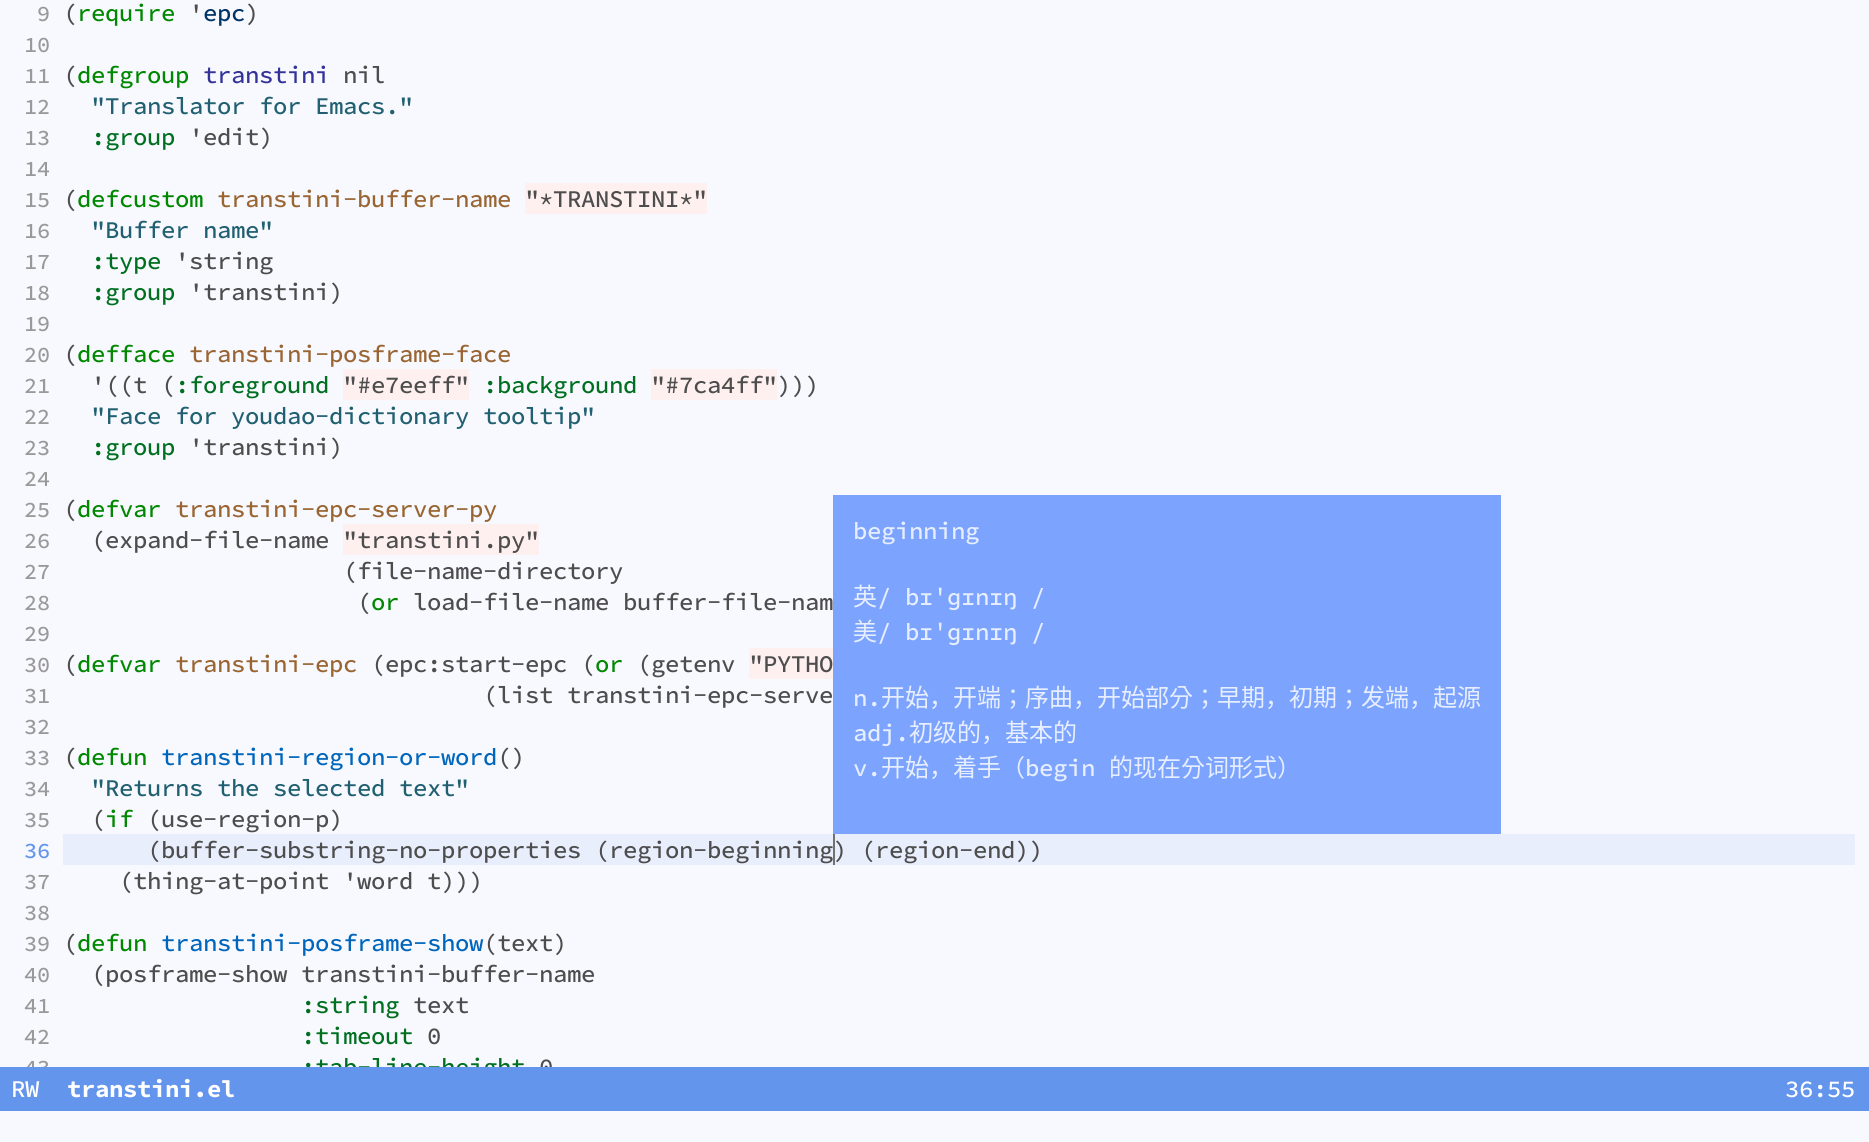 9 (require 'epc)
10
11 (defgroup transtini nil
12   "Translator for Emacs."
13   :group 'edit)
14
15 (defcustom transtini-buffer-name "*TRANSTINI*"
16   "Buffer name"
17   :type 'string
18   :group 'transtini)
19
20 (defface transtini-posframe-face
21   '((t (:foreground "#e7eeff" :background "#7ca4ff")))
22   "Face for youdao-dictionary tooltip"
23   :group 'transtini)
24
25 (defvar transtini-epc-server-py
26   (expand-file-name "transtini.py"
27                     (file-name-directory
28                      (or load-file-name buffer-file-nam
29
30 (defvar transtini-epc (epc:start-epc (or (getenv "PYTHO
31                               (list transtini-epc-serve
32
33 (defun transtini-region-or-word()
34   "Returns the selected text"
35   (if (use-region-p)
36       (buffer-substring-no-properties (region-beginning) (region-end))
37     (thing-at-point 'word t)))
38
39 (defun transtini-posframe-show(text)
40   (posframe-show transtini-buffer-name
41                  :string text
42                  :timeout 0
43                  :tab-line-height 0
beginning
英/ bɪ'gɪnɪŋ /
美/ bɪ'gɪnɪŋ /
n.开始，开端；序曲，开始部分；早期，初期；发端，起源
adj.初级的，基本的
v.开始，着手（begin 的现在分词形式）
RW  transtini.el 36:55